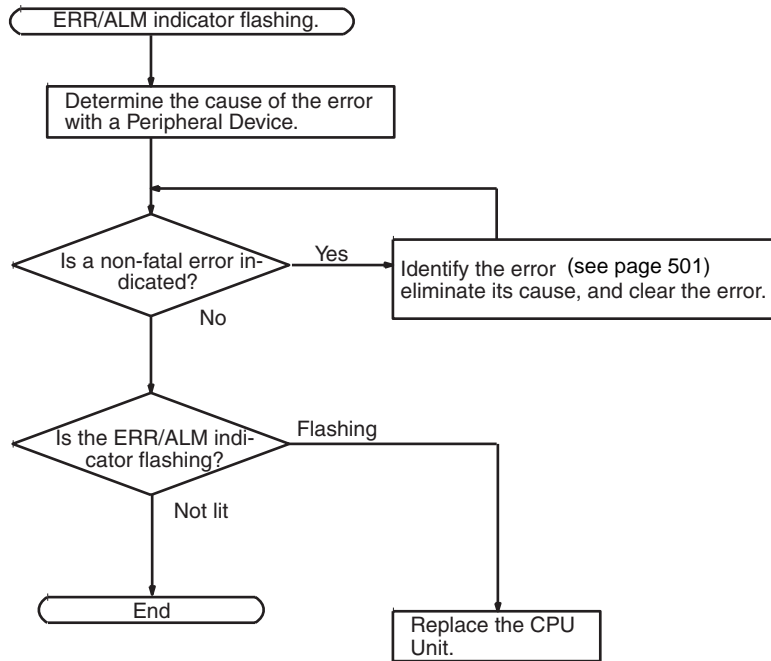 ERR/ALM indicator flashing.
Determine the cause of the error
with a Peripheral Device.
Is a non-fatal error in-
dicated?
Yes
Identify the error (see page 501)
eliminate its cause, and clear the error.
No
Is the ERR/ALM indi-
cator flashing?
Flashing
Not lit
End
Replace the CPU
Unit.